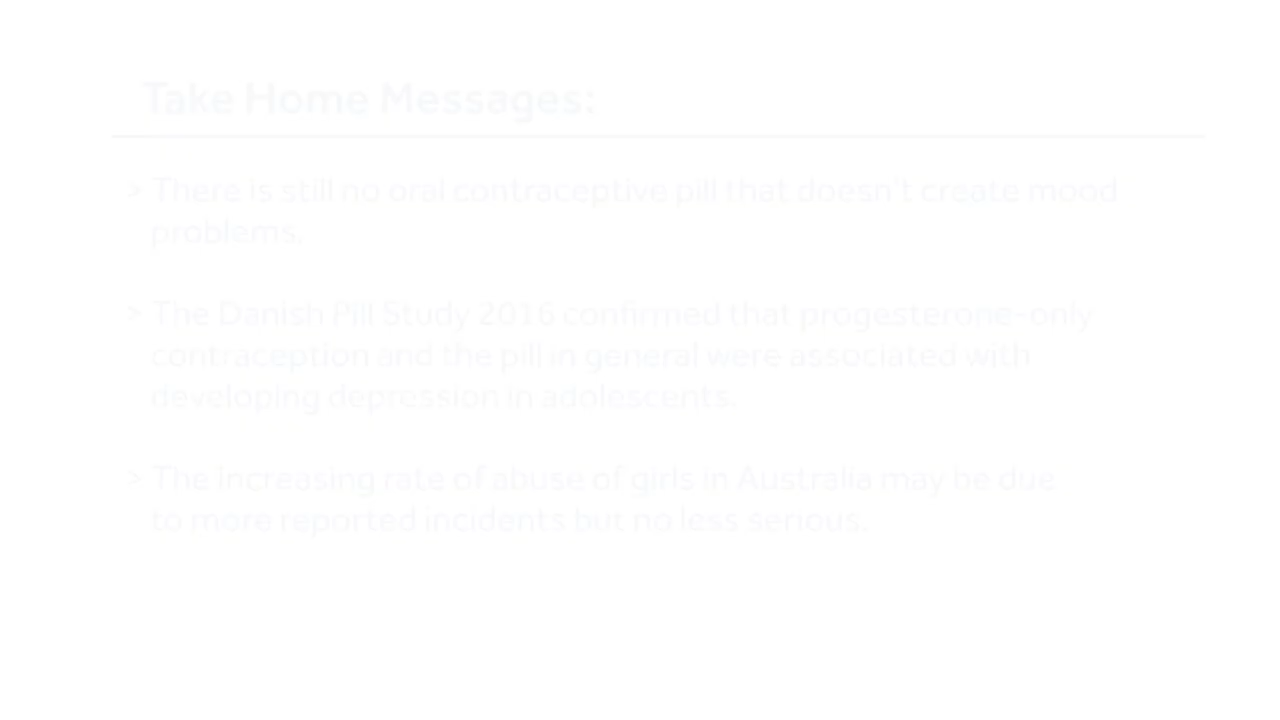 Take Home Messages:
> There is still no oral contraceptive pill that doesn't create mood
problems.
> The Danish Pill Study 2016 confirmed that progesterone-only
contraception and the pill in general were associated with
developing depression in adolescents.
> The increasing rate of abuse of girls in Australia may be due
to more reported incidents but no less serious.